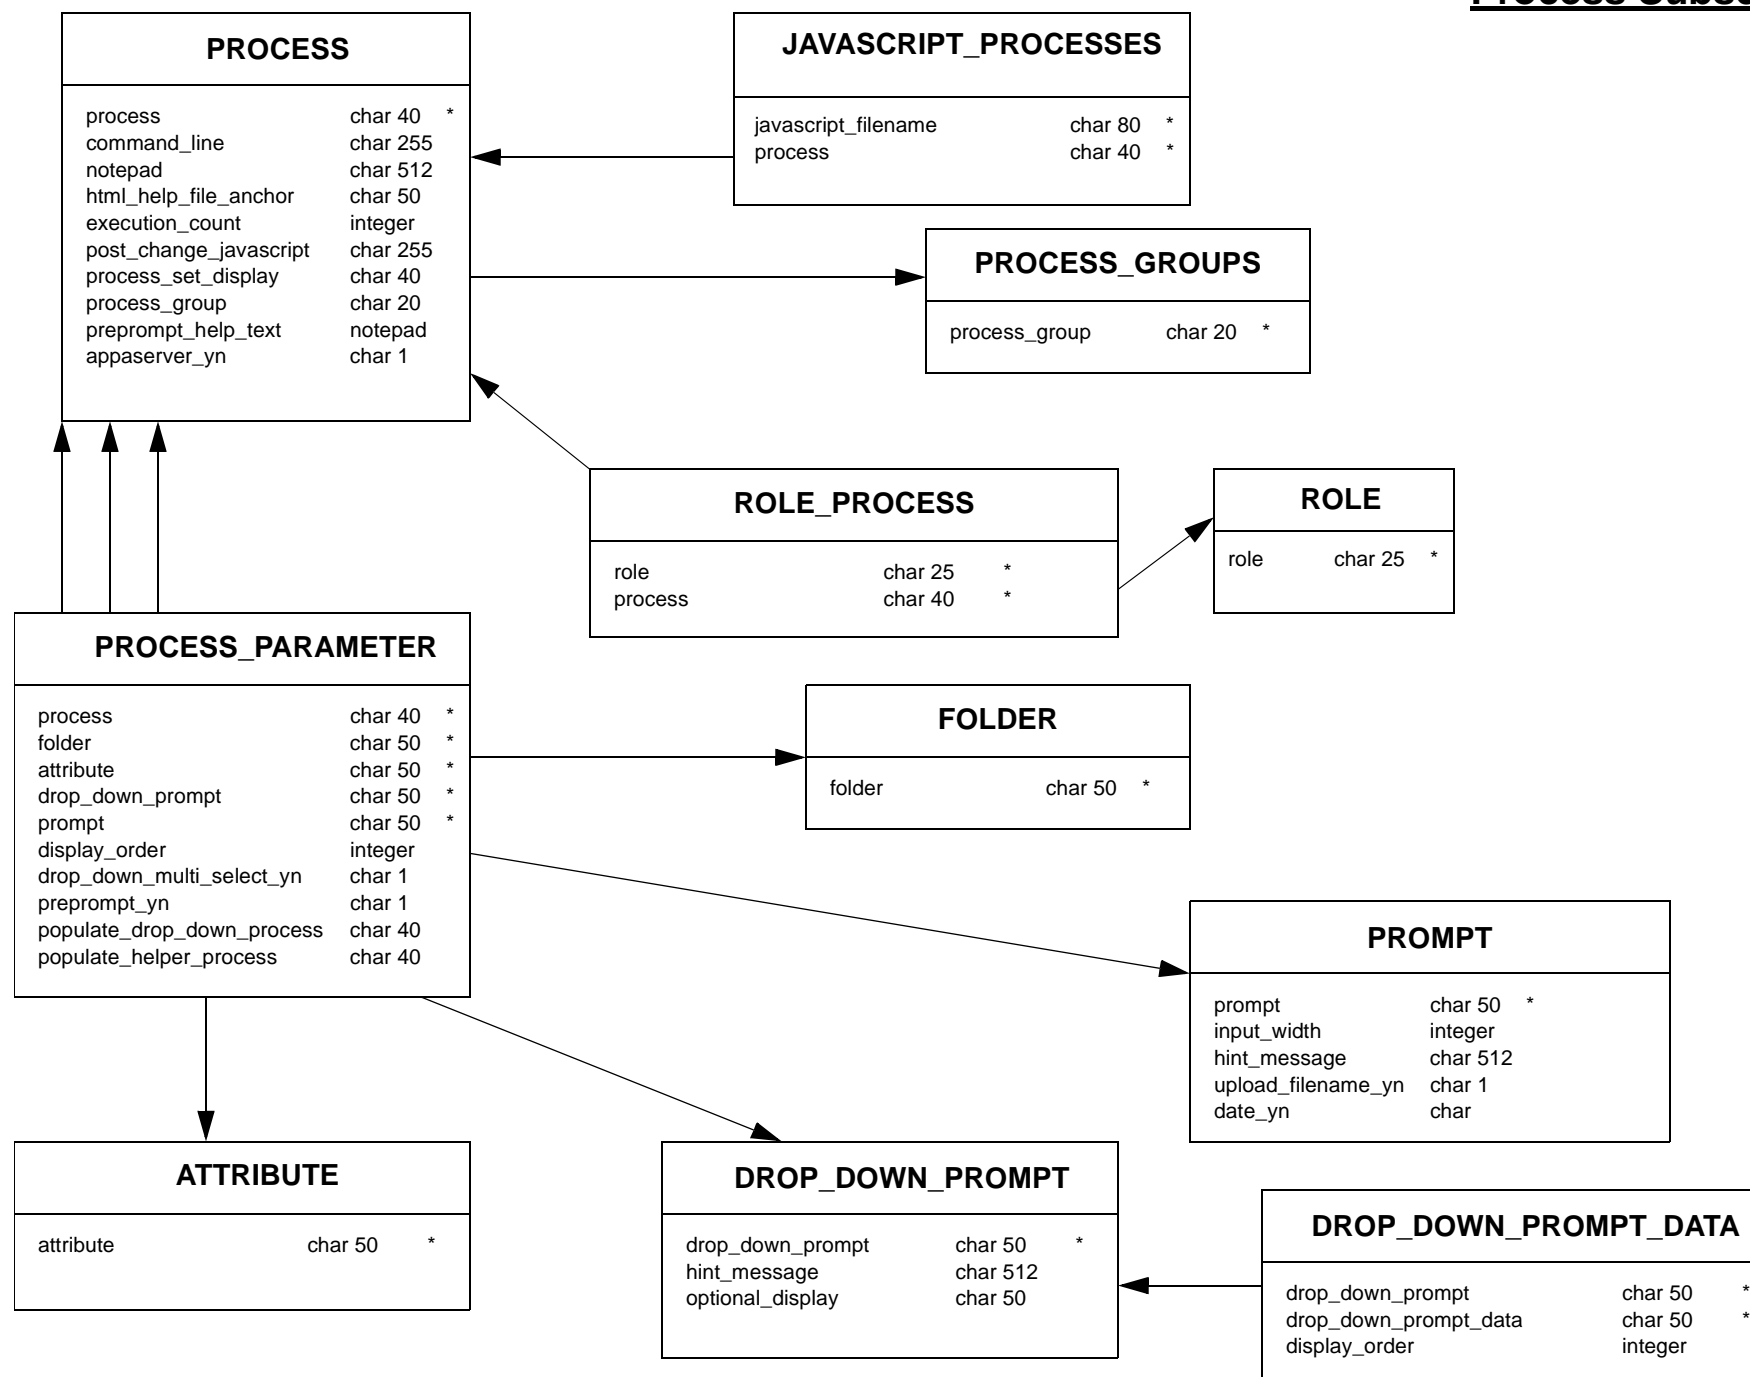 Process
PROCESS
process char 40 *
command_line char 255
notepad char 512
html_help_file_anchor char 50
execution_count integer
post_change_javascript char 255
process_set_display char 40
process_group char 20
preprompt_help_text notepad
appaserver_yn char 1
JAVASCRIPT_PROCESSES
javascript_filename char 80 *
process char 40 *
PROCESS_GROUPS
process_group char 20 *
ROLE_PROCESS
role char 25 *
process char 40 *
ROLE
role char 25 *
PROCESS_PARAMETER
process char 40 *
folder char 50 *
attribute char 50 *
drop_down_prompt char 50 *
prompt char 50 *
display_order integer
drop_down_multi_select_yn char 1
preprompt_yn char 1
populate_drop_down_process char 40
populate_helper_process char 40
FOLDER
folder char 50 *
PROMPT
prompt char 50 *
input_width integer
hint_message char 512
upload_filename_yn char 1
date_yn char
ATTRIBUTE
attribute char 50 *
DROP_DOWN_PROMPT
drop_down_prompt char 50 *
hint_message char 512
optional_display char 50
DROP_DOWN_PROMPT_DATA
drop_down_prompt char 50 *
drop_down_prompt_data char 50 *
display_order integer